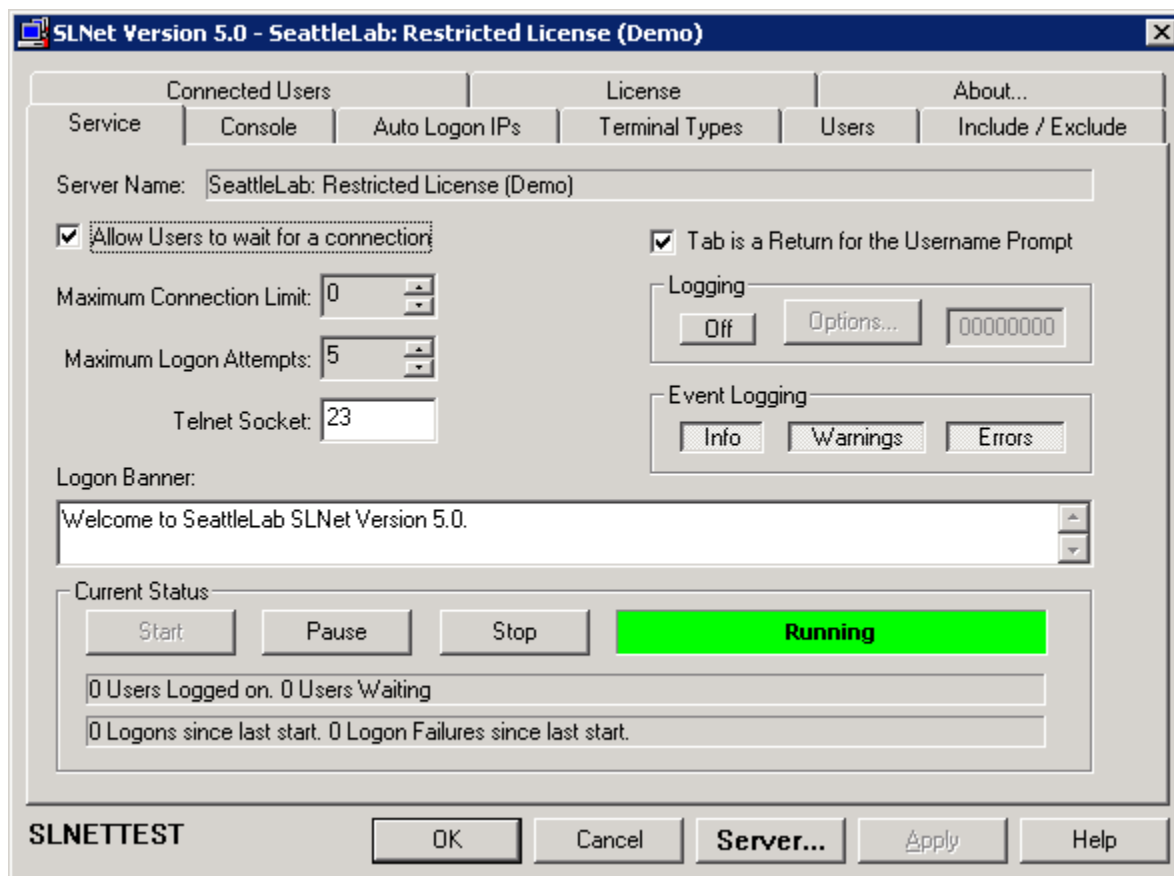 SLNet Version 5.0 - SeattleLab: Restricted License (Demo)
Connected Users License About...
Service Console Auto Logon IPs Terminal Types Users Include / Exclude
Server Name: SeattleLab: Restricted License (Demo)
Allow Users to wait for a connection
Tab is a Return for the Username Prompt
Maximum Connection Limit: 0
Logging
Off Options... 00000000
Maximum Logon Attempts: 5
Event Logging
Telnet Socket: 23
Info Warnings Errors
Logon Banner:
Welcome to SeattleLab SLNet Version 5.0.
Current Status
Start Pause Stop Running
0 Users Logged on. 0 Users Waiting
0 Logons since last start. 0 Logon Failures since last start.
SLNETTEST OK Cancel Server... Apply Help